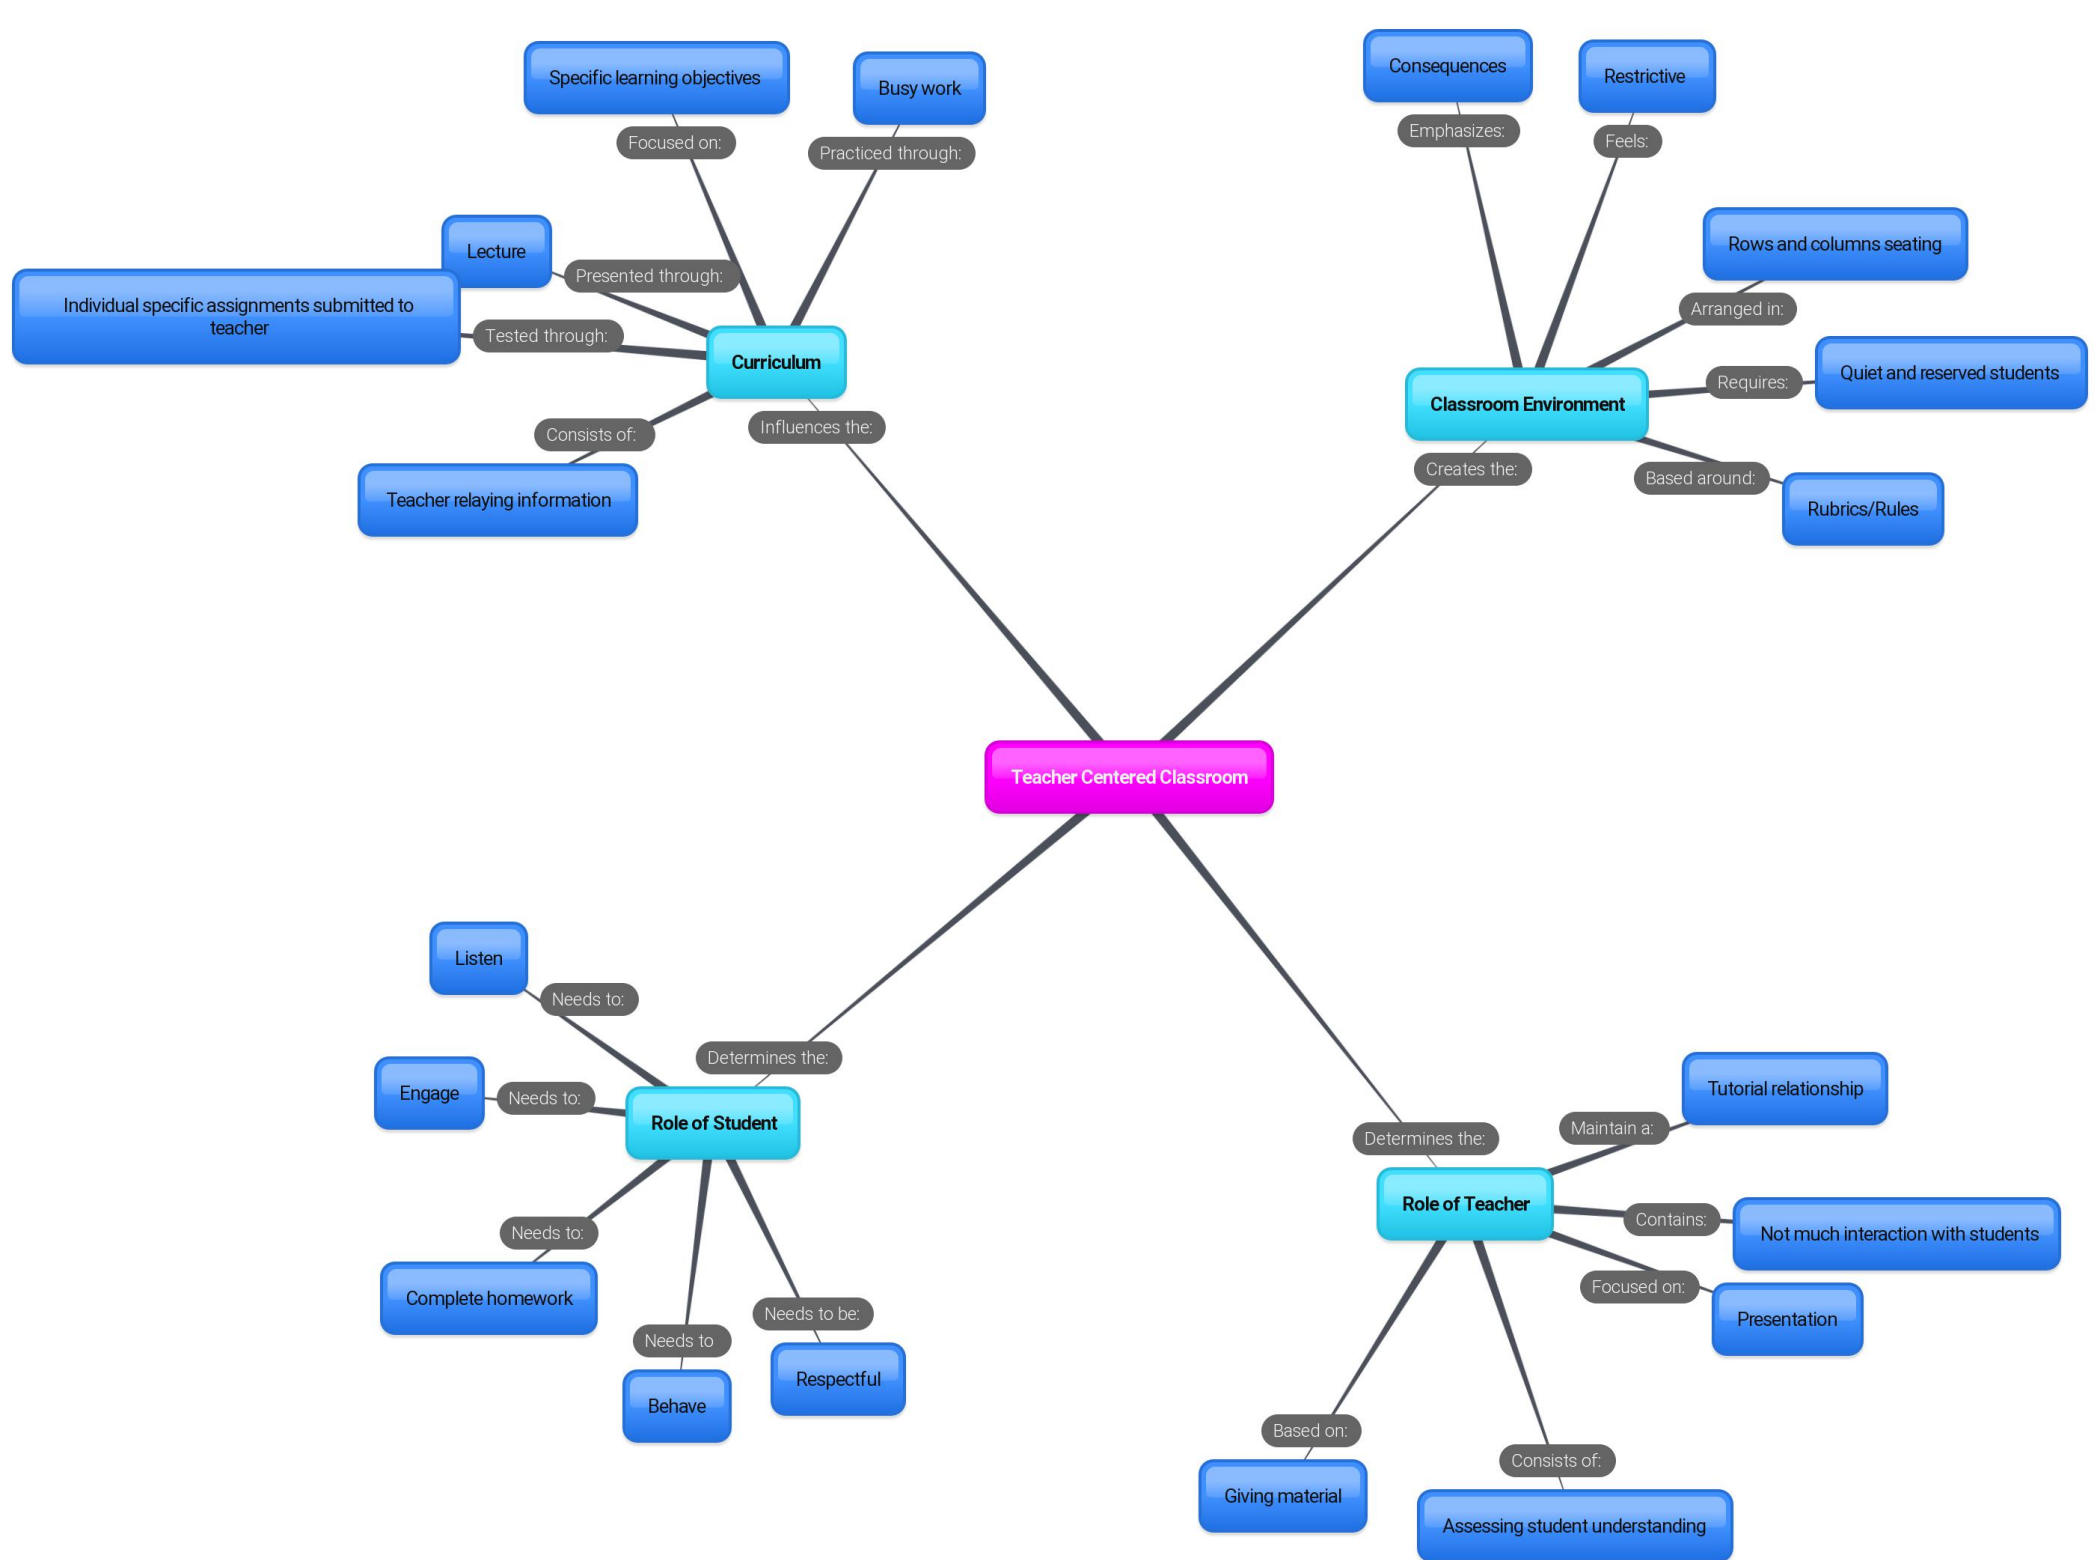 Specific learning objectives
Focused on:
Busy work
Practiced through:
Lecture
Presented through:
Individual specific assignments submitted to
teacher
Tested through:
Curriculum
Consists of:
Teacher relaying information
Influences the:
Consequences
Emphasizes:
Restrictive
Feels:
Rows and columns seating
Arranged in:
Quiet and reserved students
Requires:
Classroom Environment
Creates the:
Based around:
Rubrics/Rules
Teacher Centered Classroom
Listen
Needs to:
Engage
Needs to:
Determines the:
Role of Student
Needs to:
Complete homework
Needs to
Behave
Needs to be:
Respectful
Determines the:
Role of Teacher
Maintain a:
Tutorial relationship
Contains:
Not much interaction with students
Focused on:
Presentation
Based on:
Giving material
Consists of:
Assessing student understanding